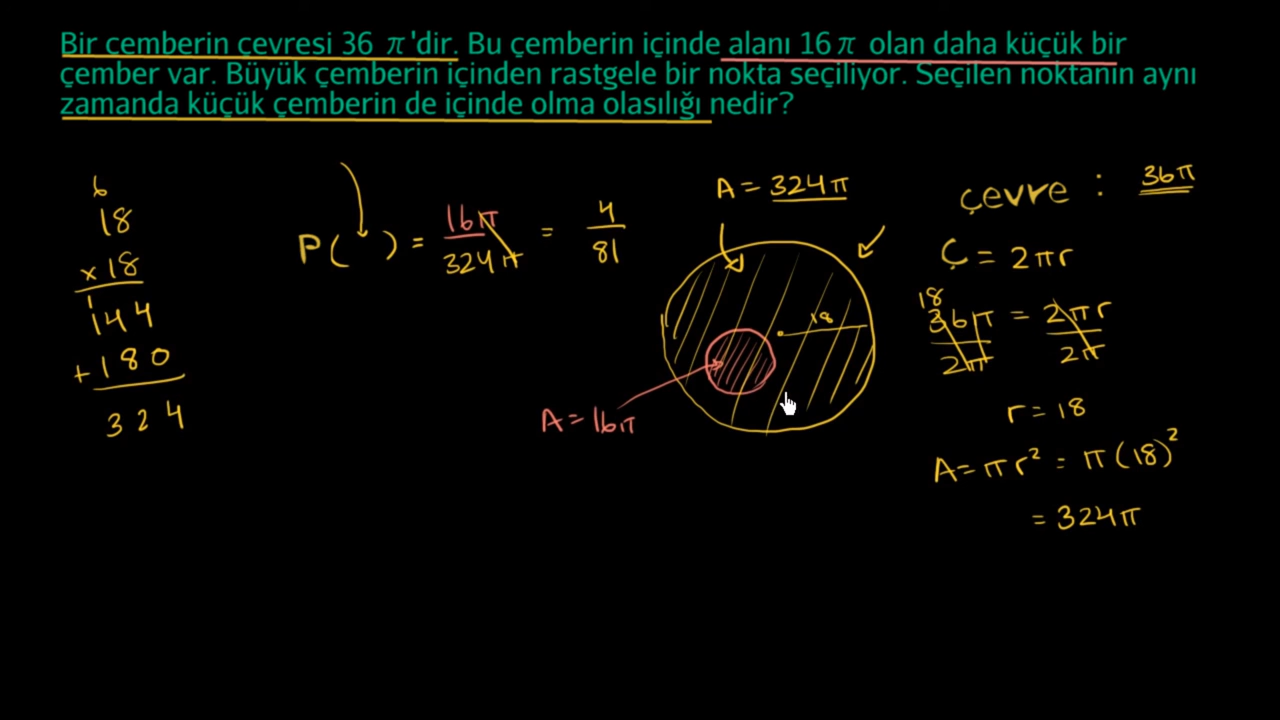 Bir cemberin çevresi 36 π'dir. Bu çemberin içinde alanı 16π olan daha küçük bir
çember var. Büyük çemberin içinden rastgele bir nokta seçiliyor. Seçilen noktanın aynı
zamanda küçük çemberin de içinde olma olasılığı nedir?
6
18
x18
1
144
+180
324
P( ) = 16π/324π = 4/81
A = 324π
18
A = 16π
çevre : 36π
Ç = 2πr
18
36π/2π = 2πr/2π
r = 18
A = πr² = π(18)²
= 324π